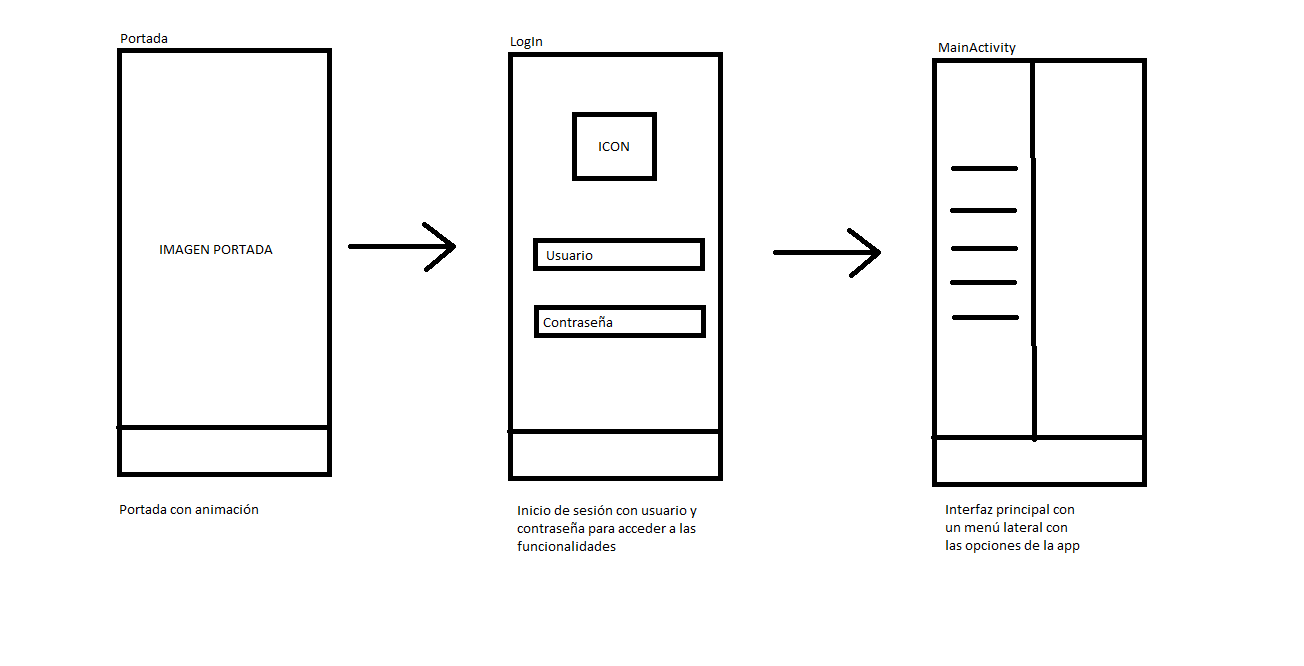 Portada
IMAGEN PORTADA
Portada con animación
LogIn
ICON
Usuario
Contraseña
Inicio de sesión con usuario y
contraseña para acceder a las
funcionalidades
MainActivity
Interfaz principal con
un menú lateral con
las opciones de la app